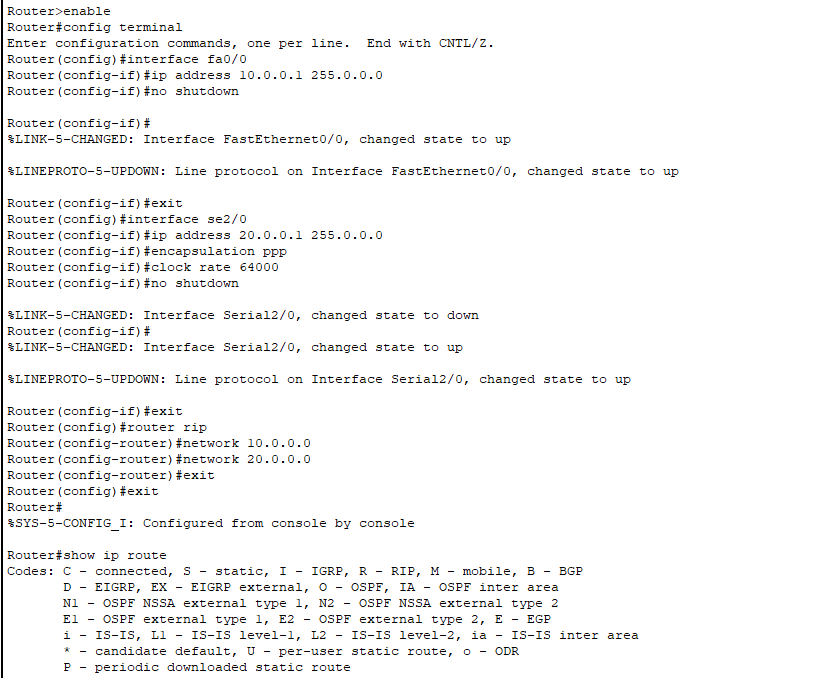 Router>enable
Router#config terminal
Enter configuration commands, one per line.  End with CNTL/Z.
Router(config)#interface fa0/0
Router(config-if)#ip address 10.0.0.1 255.0.0.0
Router(config-if)#no shutdown

Router(config-if)#
%LINK-5-CHANGED: Interface FastEthernet0/0, changed state to up

%LINEPROTO-5-UPDOWN: Line protocol on Interface FastEthernet0/0, changed state to up

Router(config-if)#exit
Router(config)#interface se2/0
Router(config-if)#ip address 20.0.0.1 255.0.0.0
Router(config-if)#encapsulation ppp
Router(config-if)#clock rate 64000
Router(config-if)#no shutdown

%LINK-5-CHANGED: Interface Serial2/0, changed state to down
Router(config-if)#
%LINK-5-CHANGED: Interface Serial2/0, changed state to up

%LINEPROTO-5-UPDOWN: Line protocol on Interface Serial2/0, changed state to up

Router(config-if)#exit
Router(config)#router rip
Router(config-router)#network 10.0.0.0
Router(config-router)#network 20.0.0.0
Router(config-router)#exit
Router(config)#exit
Router#
%SYS-5-CONFIG_I: Configured from console by console

Router#show ip route
Codes: C - connected, S - static, I - IGRP, R - RIP, M - mobile, B - BGP
       D - EIGRP, EX - EIGRP external, O - OSPF, IA - OSPF inter area
       N1 - OSPF NSSA external type 1, N2 - OSPF NSSA external type 2
       E1 - OSPF external type 1, E2 - OSPF external type 2, E - EGP
       i - IS-IS, L1 - IS-IS level-1, L2 - IS-IS level-2, ia - IS-IS inter area
       * - candidate default, U - per-user static route, o - ODR
       P - periodic downloaded static route